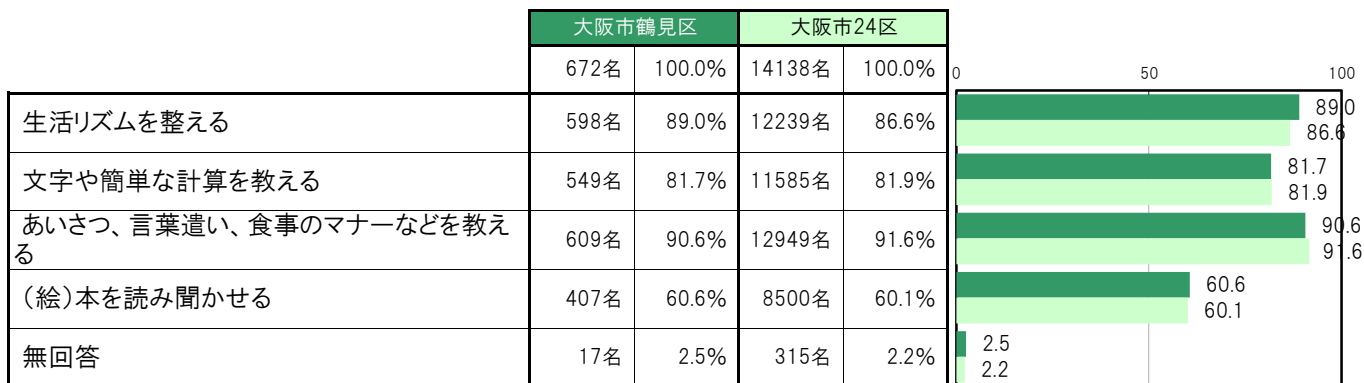 大阪市鶴見区 大阪市24区
672名 100.0% 14138名 100.0% 0 50 100
生活リズムを整える 598名 89.0% 12239名 86.6% 89.0
86.6
文字や簡単な計算を教える 549名 81.7% 11585名 81.9% 81.7
81.9
あいさつ、言葉遣い、食事のマナーなどを教え
る 609名 90.6% 12949名 91.6% 90.6
91.6
（絵）本を読み聞かせる 407名 60.6% 8500名 60.1% 60.6
60.1
無回答 17名 2.5% 315名 2.2% 2.5
2.2